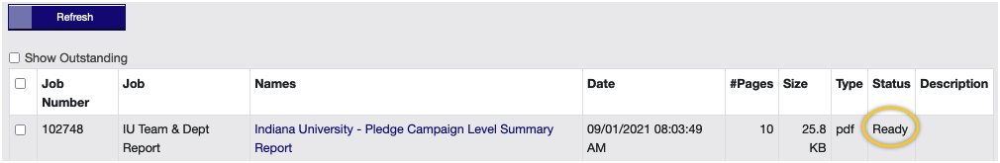 Refresh
Show Outstanding
Job Number Job Names Date #Pages Size Type Status Description
102748 IU Team & Dept Report Indiana University - Pledge Campaign Level Summary Report 09/01/2021 08:03:49 AM 10 25.8 KB pdf Ready